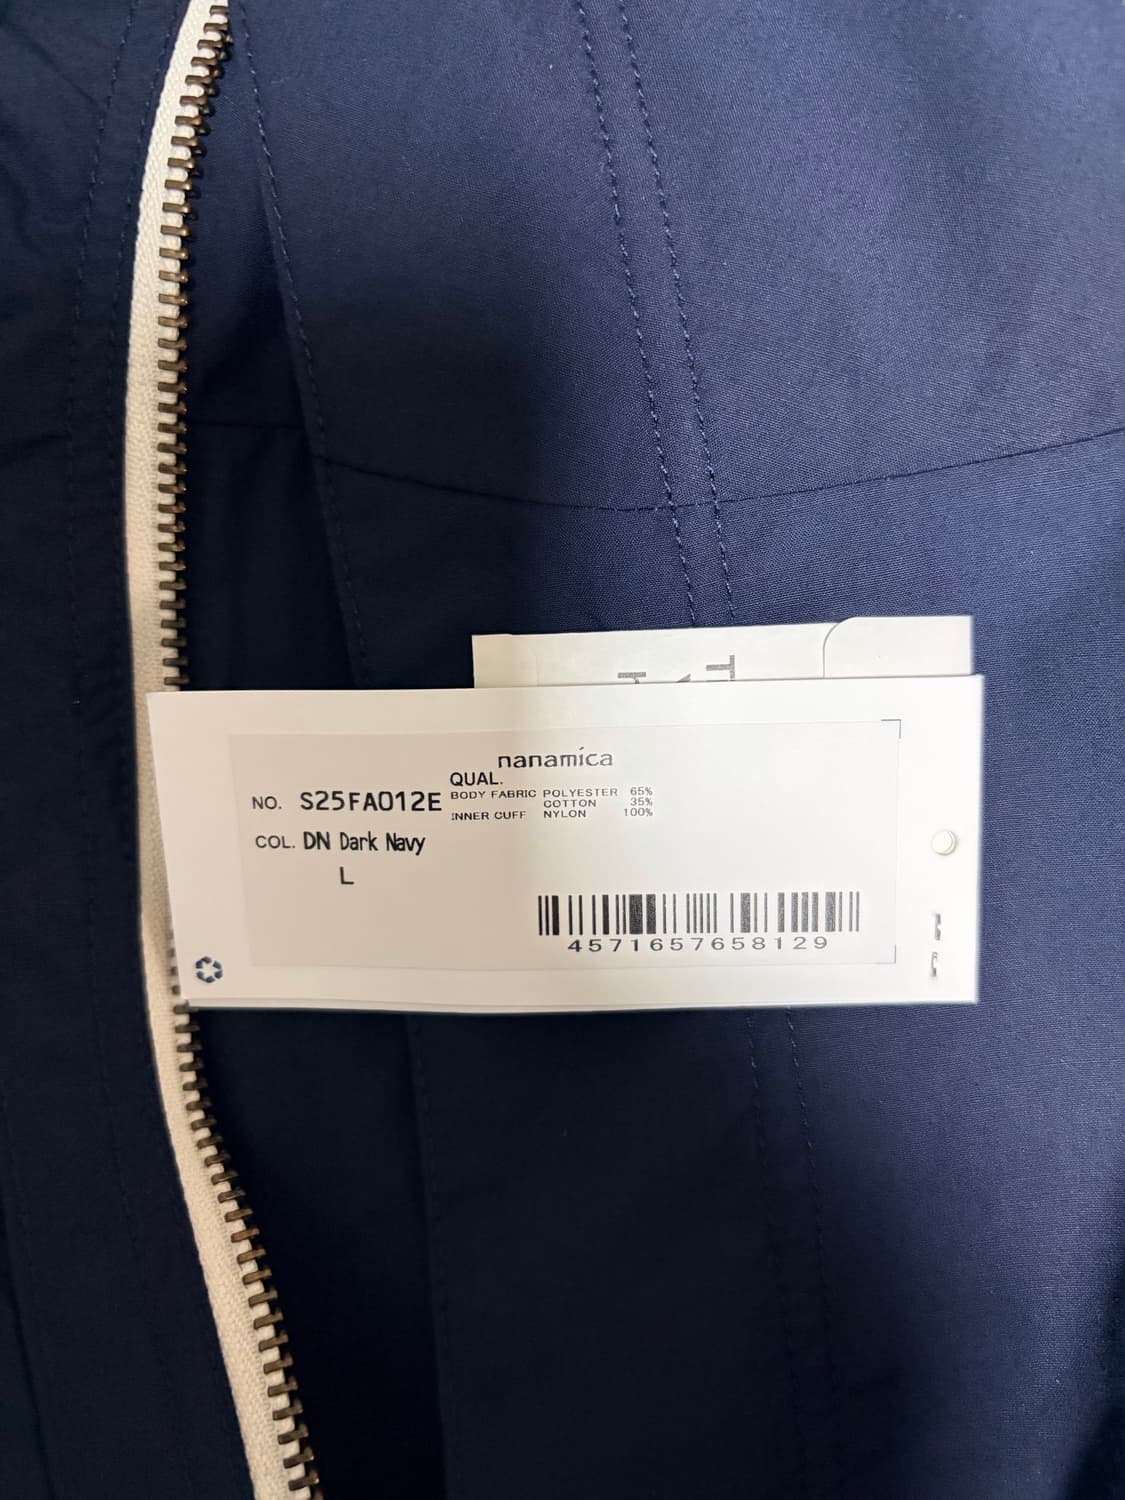 nanamica
QUAL.
NO. S25FA012E
BODY FABRIC POLYESTER 65%
COTTON 35%
INNER CUFF NYLON 100%
COL. DN Dark Navy
L
4571657658129